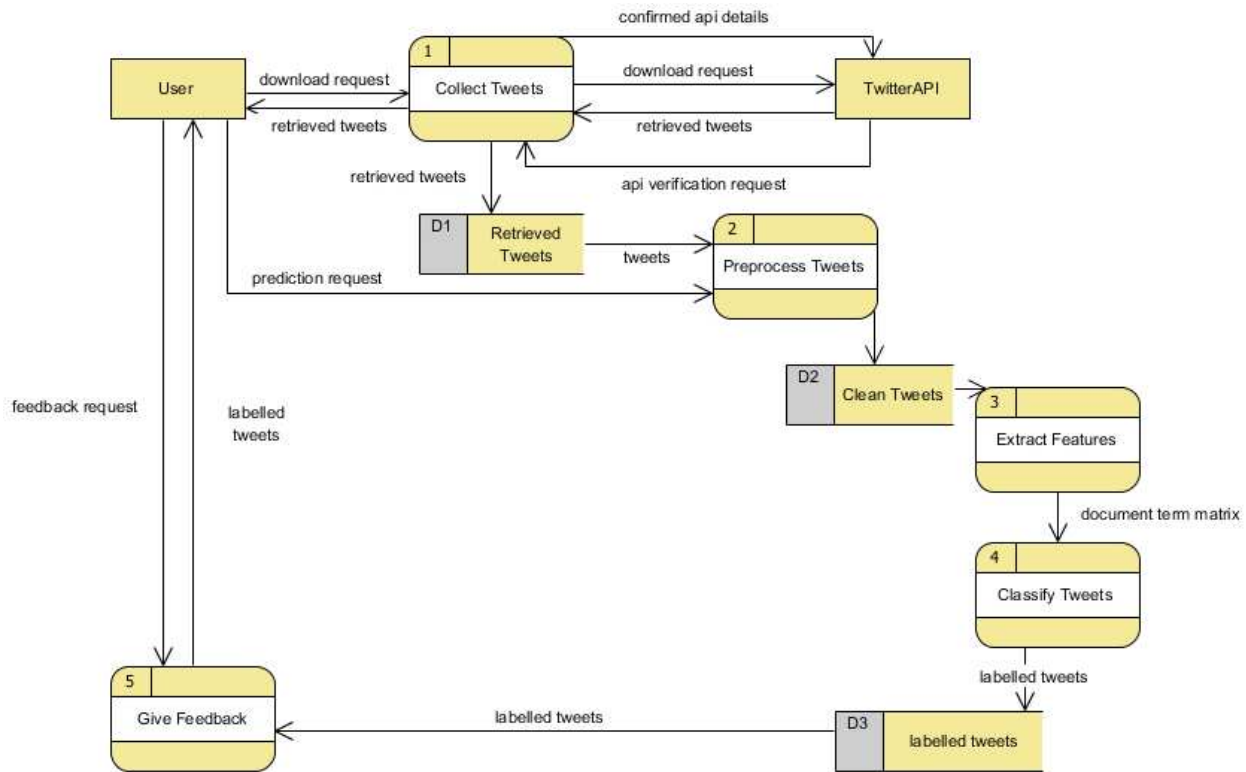 confirmed api details
1
Collect Tweets
User
download request
retrieved tweets
download request
retrieved tweets
TwitterAPI
retrieved tweets
api verification request
D1
Retrieved
Tweets
tweets
2
Preprocess Tweets
prediction request
D2
Clean Tweets
3
Extract Features
feedback request
labelled
tweets
document term matrix
4
Classify Tweets
labelled tweets
5
Give Feedback
labelled tweets
D3
labelled tweets